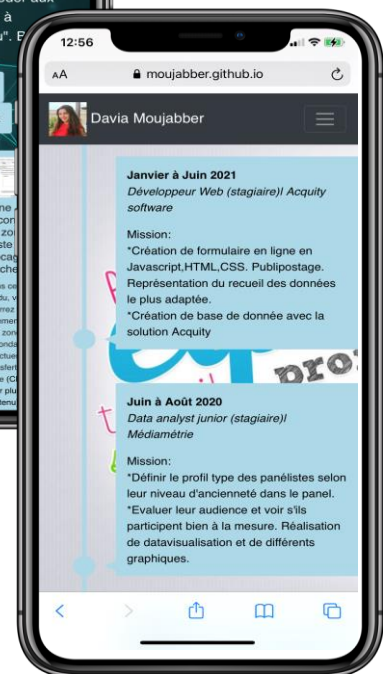 à
12:56
AA moujabber.github.io
Davia Moujabber
Janvier à Juin 2021
Développeur Web (stagiaire)l Acquity
software
Mission:
*Création de formulaire en ligne en
Javascript,HTML,CSS. Publipostage.
Représentation du recueil des données
le plus adaptée.
*Création de base de donnée avec la
solution Acquity
pro
Juin à Août 2020
Data analyst junior (stagiaire)l
Médiamétrie
Mission:
*Définir le profil type des panélistes selon
leur niveau d'ancienneté dans le panel.
*Evaluer leur audience et voir s'ils
participent bien à la mesure. Réalisation
de datavisualisation et de différents
graphiques.